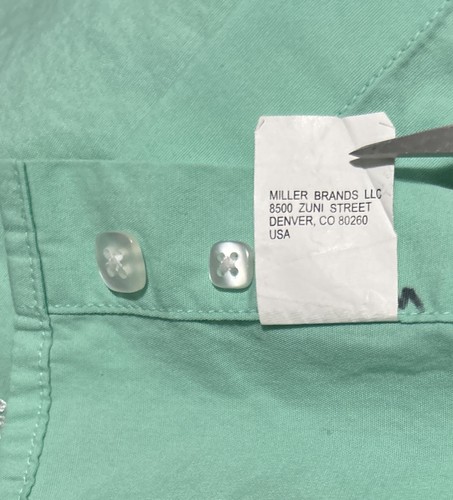 MILLER BRANDS LLC
8500 ZUNI STREET
DENVER, CO 80260
USA